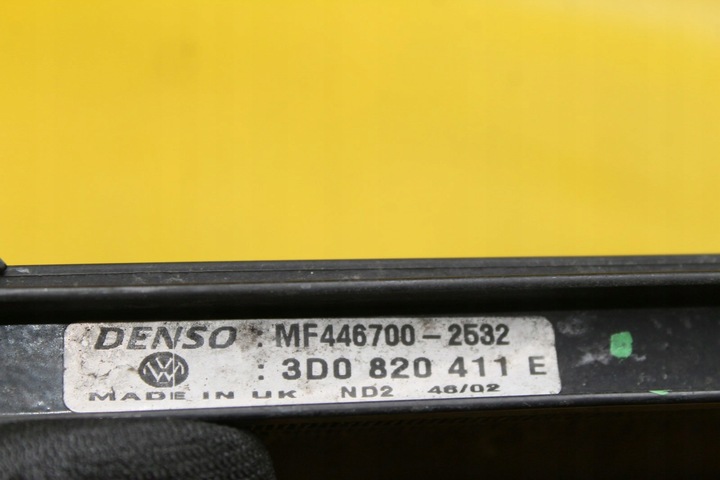 DENSO : MF446700-2532
: 3D0 820 411 E
MADE IN UK ND2 46/02